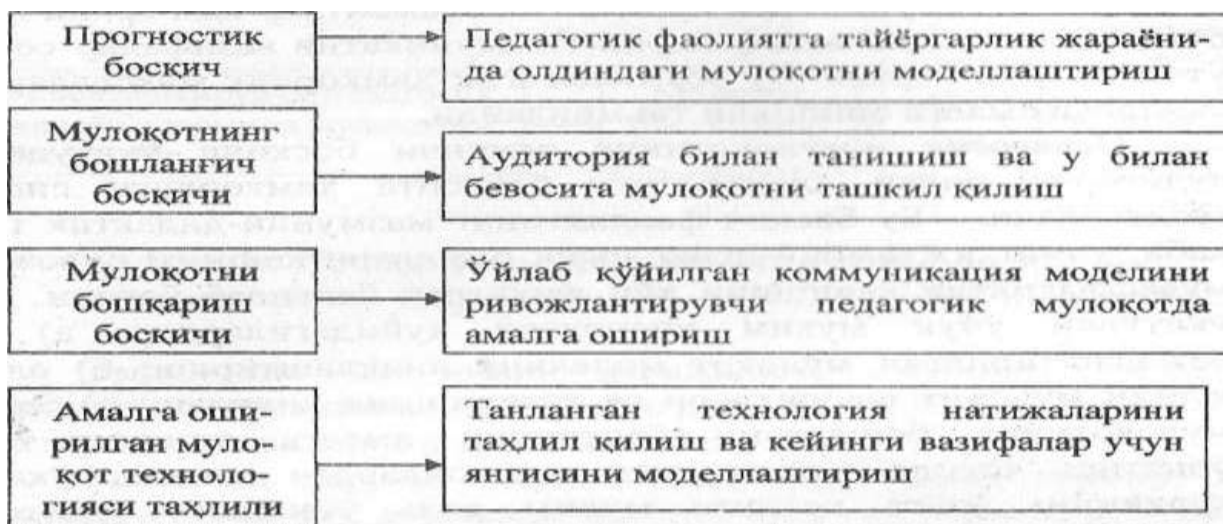 Прогностик
босқич
Педагогик фаолиятга тайёргарлик жараёни-
да олдиндаги мулоқотни моделлаштириш
Мулоқотнинг
бошланғич
босқичи
Аудитория билан танишиш ва у билан
бевосита мулоқотни ташкил қилиш
Мулоқотни
бошқариш
босқичи
Ўйлаб қўйилган коммуникация моделини
ривожлантирувчи педагогик мулоқотда
амалга ошириш
Амалга оши-
рилган муло
қот техноло-
гияси таҳлили
Танланган технология натижаларини
таҳлил қилиш ва кейинги вазифалар учун
янгисини моделлаштириш